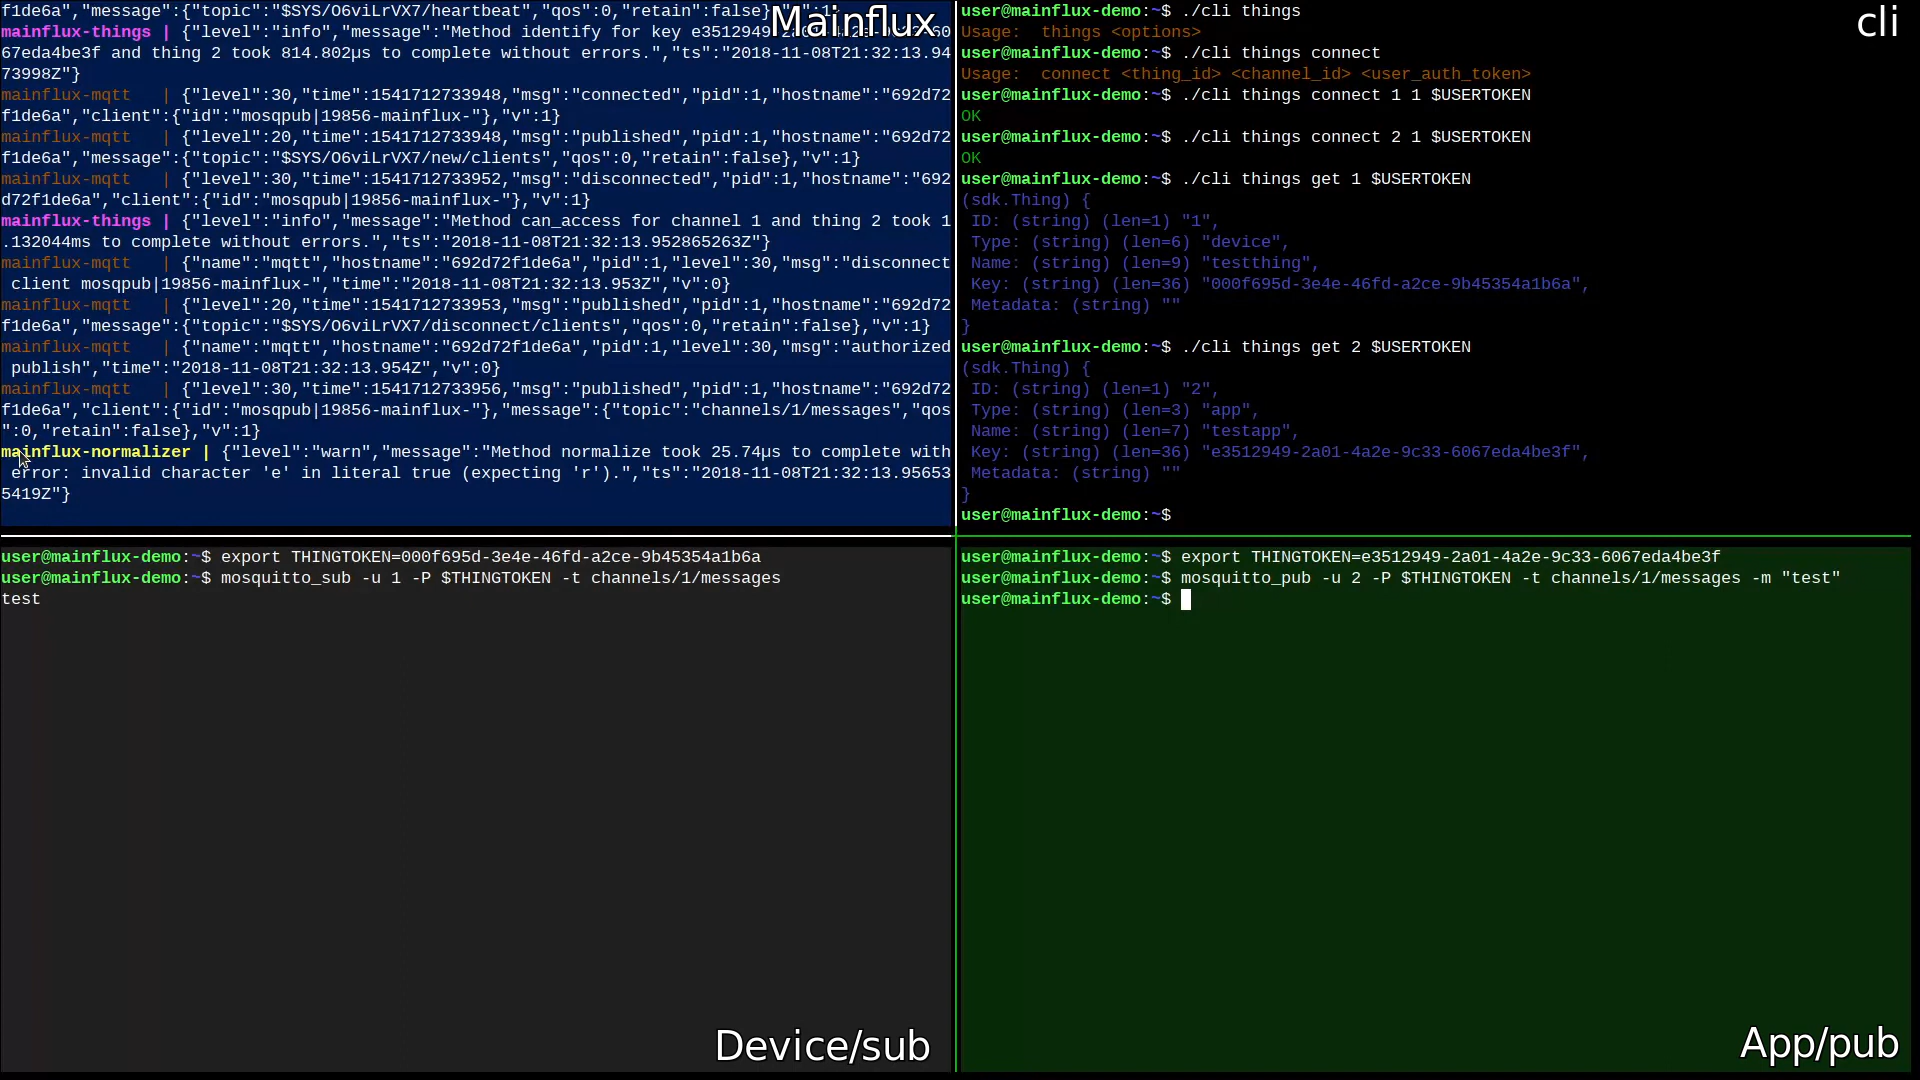 f1de6a","message":{"topic":"$SYS/O6viLrVX7/heartbeat","qos":0,"retain":false},"v":1}
Mainflux
mainflux-things | {"level":"info","message":"Method identify for key e3512949
67eda4be3f and thing 2 took 814.802µs to complete without errors.","ts":"2018-11-08T21:32:13.94
73998Z"}
mainflux-mqtt   | {"level":30,"time":1541712733948,"msg":"connected","pid":1,"hostname":"692d72
f1de6a","client":{"id":"mosqpub|19856-mainflux-"},"v":1}
mainflux-mqtt   | {"level":20,"time":1541712733948,"msg":"published","pid":1,"hostname":"692d72
f1de6a","message":{"topic":"$SYS/O6viLrVX7/new/clients","qos":0,"retain":false},"v":1}
mainflux-mqtt   | {"level":30,"time":1541712733952,"msg":"disconnected","pid":1,"hostname":"692
d72f1de6a","client":{"id":"mosqpub|19856-mainflux-"},"v":1}
mainflux-things | {"level":"info","message":"Method can_access for channel 1 and thing 2 took 1
.132044ms to complete without errors.","ts":"2018-11-08T21:32:13.952865263Z"}
mainflux-mqtt   | {"name":"mqtt","hostname":"692d72f1de6a","pid":1,"level":30,"msg":"disconnect
 client mosqpub|19856-mainflux-","time":"2018-11-08T21:32:13.953Z","v":0}
mainflux-mqtt   | {"level":20,"time":1541712733953,"msg":"published","pid":1,"hostname":"692d72
f1de6a","message":{"topic":"$SYS/O6viLrVX7/disconnect/clients","qos":0,"retain":false},"v":1}
mainflux-mqtt   | {"name":"mqtt","hostname":"692d72f1de6a","pid":1,"level":30,"msg":"authorized
 publish","time":"2018-11-08T21:32:13.954Z","v":0}
mainflux-mqtt   | {"level":30,"time":1541712733956,"msg":"published","pid":1,"hostname":"692d72
f1de6a","client":{"id":"mosqpub|19856-mainflux-"},"message":{"topic":"channels/1/messages","qos
":0,"retain":false},"v":1}
mainflux-normalizer | {"level":"warn","message":"Method normalize took 25.74µs to complete with
 error: invalid character 'e' in literal true (expecting 'r').","ts":"2018-11-08T21:32:13.95653
5419Z"}
cli
user@mainflux-demo:~$ ./cli things
Usage:  things <options>
user@mainflux-demo:~$ ./cli things connect
Usage:  connect <thing_id> <channel_id> <user_auth_token>
user@mainflux-demo:~$ ./cli things connect 1 1 $USERTOKEN
OK
user@mainflux-demo:~$ ./cli things connect 2 1 $USERTOKEN
OK
user@mainflux-demo:~$ ./cli things get 1 $USERTOKEN
(sdk.Thing) {
 ID: (string) (len=1) "1",
 Type: (string) (len=6) "device",
 Name: (string) (len=9) "testthing",
 Key: (string) (len=36) "000f695d-3e4e-46fd-a2ce-9b45354a1b6a",
 Metadata: (string) ""
}
user@mainflux-demo:~$ ./cli things get 2 $USERTOKEN
(sdk.Thing) {
 ID: (string) (len=1) "2",
 Type: (string) (len=3) "app",
 Name: (string) (len=7) "testapp",
 Key: (string) (len=36) "e3512949-2a01-4a2e-9c33-6067eda4be3f",
 Metadata: (string) ""
}
user@mainflux-demo:~$
user@mainflux-demo:~$ export THINGTOKEN=000f695d-3e4e-46fd-a2ce-9b45354a1b6a
user@mainflux-demo:~$ mosquitto_sub -u 1 -P $THINGTOKEN -t channels/1/messages
test
Device/sub
user@mainflux-demo:~$ export THINGTOKEN=e3512949-2a01-4a2e-9c33-6067eda4be3f
user@mainflux-demo:~$ mosquitto_pub -u 2 -P $THINGTOKEN -t channels/1/messages -m "test"
user@mainflux-demo:~$
App/pub